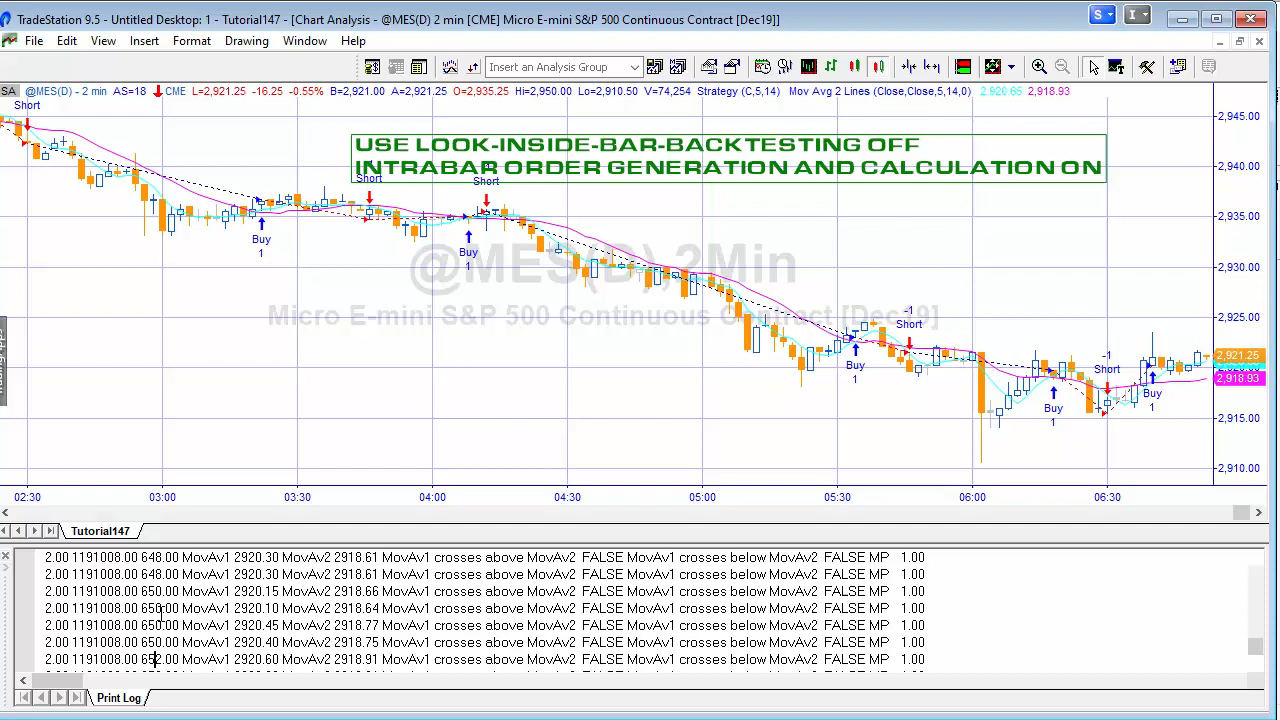 TradeStation 9.5 - Untitled Desktop: 1 - Tutorial147 - [Chart Analysis - @MES(D) 2 min [CME] Micro E-mini S&P 500 Continuous Contract [Dec19]]
S I
File Edit View Insert Format Drawing Window Help
Insert an Analysis Group
SA @MES(D) - 2 min AS=18 CME L=2,921.25 -16.25 -0.55% B=2,921.00 A=2,921.25 O=2,935.25 Hi=2,950.00 Lo=2,910.50 V=74,254 Strategy (C,5,14) Mov Avg 2 Lines (Close,Close,5,14,0) 2,920.65 2,918.93
Short
2,945.00
USE LOOK-INSIDE-BAR-BACKTESTING OFF
INTRABAR ORDER GENERATION AND CALCULATION ON
2,940.00
Short
Short
2,935.00
Buy
1
Buy
1
@MES(D),2Min
2,930.00
Micro E-mini S&P 500 Continuous Contract [Dec19]
-1
Short
2,925.00
2,921.25
-1
Short
Buy
1
2,918.93
Buy
1
Buy
1
2,915.00
2,910.00
02:30 03:00 03:30 04:00 04:30 05:00 05:30 06:00 06:30
Tutorial147
2.00 1191008.00 648.00 MovAv1 2920.30 MovAv2 2918.61 MovAv1 crosses above MovAv2 FALSE MovAv1 crosses below MovAv2 FALSE MP 1.00
2.00 1191008.00 648.00 MovAv1 2920.30 MovAv2 2918.61 MovAv1 crosses above MovAv2 FALSE MovAv1 crosses below MovAv2 FALSE MP 1.00
2.00 1191008.00 650.00 MovAv1 2920.15 MovAv2 2918.66 MovAv1 crosses above MovAv2 FALSE MovAv1 crosses below MovAv2 FALSE MP 1.00
2.00 1191008.00 650.00 MovAv1 2920.10 MovAv2 2918.64 MovAv1 crosses above MovAv2 FALSE MovAv1 crosses below MovAv2 FALSE MP 1.00
2.00 1191008.00 650.00 MovAv1 2920.45 MovAv2 2918.77 MovAv1 crosses above MovAv2 FALSE MovAv1 crosses below MovAv2 FALSE MP 1.00
2.00 1191008.00 650.00 MovAv1 2920.40 MovAv2 2918.75 MovAv1 crosses above MovAv2 FALSE MovAv1 crosses below MovAv2 FALSE MP 1.00
2.00 1191008.00 652.00 MovAv1 2920.60 MovAv2 2918.91 MovAv1 crosses above MovAv2 FALSE MovAv1 crosses below MovAv2 FALSE MP 1.00
Print Log